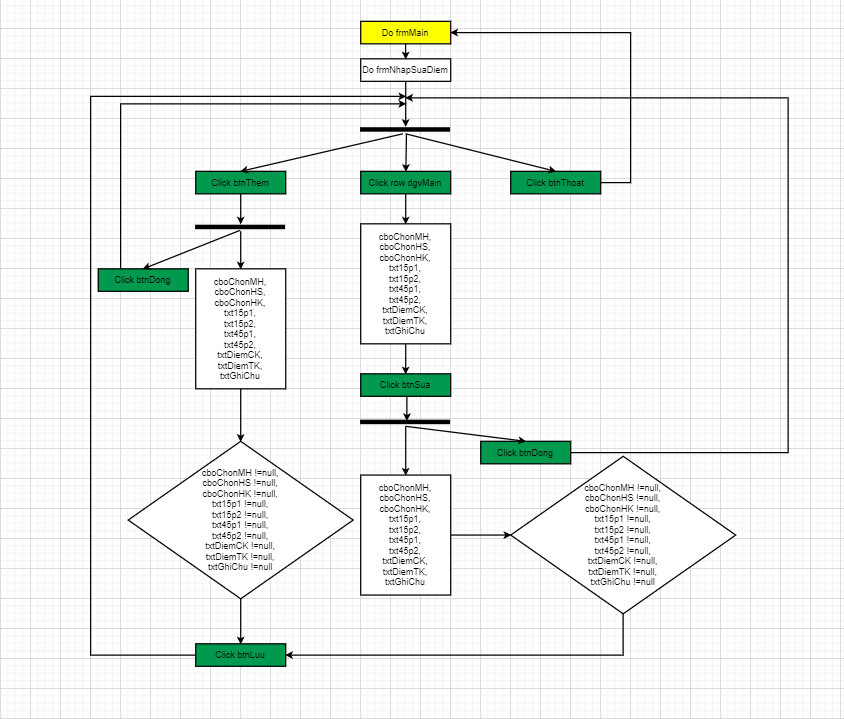 Do frmMain
Do frmNhapSuaDiem
Click btnThem
Click row dgvMain
Click btnThoat
Click btnDong
cboChonMH,
cboChonHS,
cboChonHK,
txt15p1,
txt15p2,
txt45p1,
txt45p2,
txtDiemCK,
txtDiemTK,
txtGhiChu
cboChonMH,
cboChonHS,
cboChonHK,
txt15p1,
txt15p2,
txt45p1,
txt45p2,
txtDiemCK,
txtDiemTK,
txtGhiChu
Click btnSua
Click btnDong
cboChonMH !=null,
cboChonHS !=null,
cboChonHK !=null,
txt15p1 !=null,
txt15p2 !=null,
txt45p1 !=null,
txt45p2 !=null,
txtDiemCK !=null,
txtDiemTK !=null,
txtGhiChu !=null
cboChonMH,
cboChonHS,
cboChonHK,
txt15p1,
txt15p2,
txt45p1,
txt45p2,
txtDiemCK,
txtDiemTK,
txtGhiChu
cboChonMH !=null,
cboChonHS !=null,
cboChonHK !=null,
txt15p1 !=null,
txt15p2 !=null,
txt45p1 !=null,
txt45p2 !=null,
txtDiemCK !=null,
txtDiemTK !=null,
txtGhiChu !=null
Click btnLuu